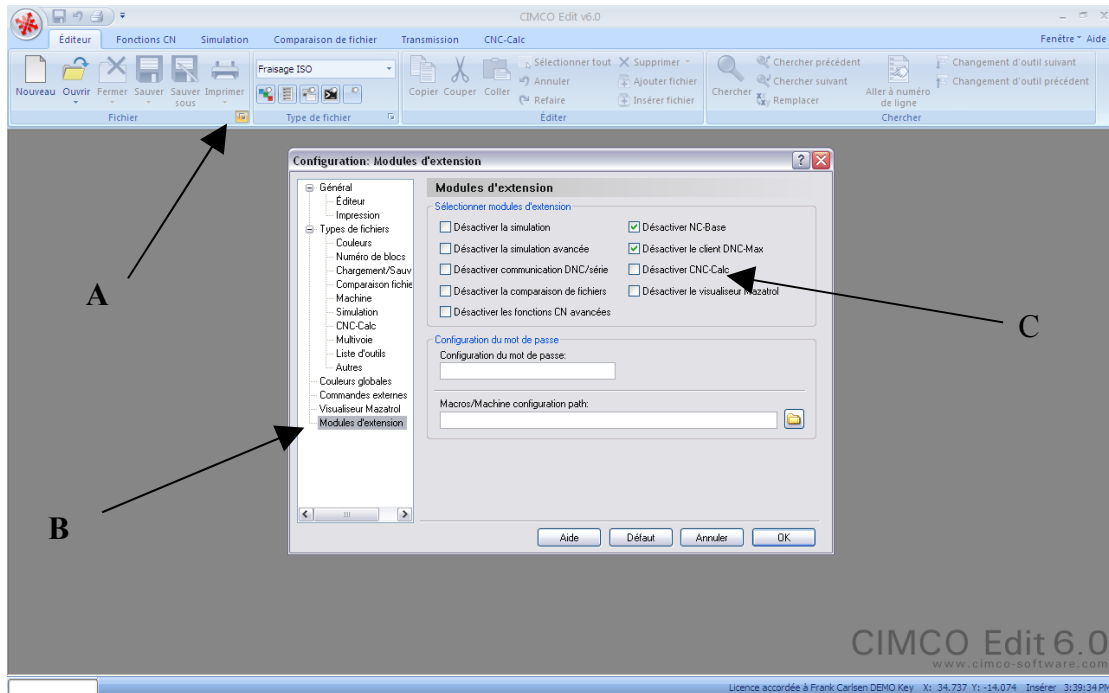 CIMCO Edit v6.0
Éditeur Fonctions CN Simulation Comparaison de fichier Transmission CNC-Calc Fenêtre Aide
Nouveau Ouvrir Fermer Sauver Sauver sous Imprimer
Fichier
Fraisage ISO
Type de fichier
Copier Couper Coller
Sélectionner tout Supprimer
Annuler Ajouter fichier
Refaire Insérer fichier
Éditer
Chercher
Chercher précédent
Chercher suivant
Remplacer
Aller à numéro de ligne
Changement d'outil suivant
Changement d'outil précédent
Chercher
A
B
C
Configuration: Modules d'extension
Général
Éditeur
Impression
Types de fichiers
Couleurs
Numéro de blocs
Chargement/Sauv
Comparaison fichie
Machine
Simulation
CNC-Calc
Multivoie
Liste d'outils
Autres
Couleurs globales
Commandes externes
Visualiseur Mazatrol
Modules d'extension
Modules d'extension
Sélectionner modules d'extension
Désactiver la simulation Désactiver NC-Base
Désactiver la simulation avancée Désactiver le client DNC-Max
Désactiver communication DNC/série Désactiver CNC-Calc
Désactiver la comparaison de fichiers Désactiver le visualiseur Mazatrol
Désactiver les fonctions CN avancées
Configuration du mot de passe
Configuration du mot de passe:
Macros/Machine configuration path:
Aide Défaut Annuler OK
CIMCO Edit 6.0
www.cimco-software.com
Licence accordée à Frank Carlsen DEMO Key X: 34.737 Y: -14.074 Insérer 3:39:34 PM